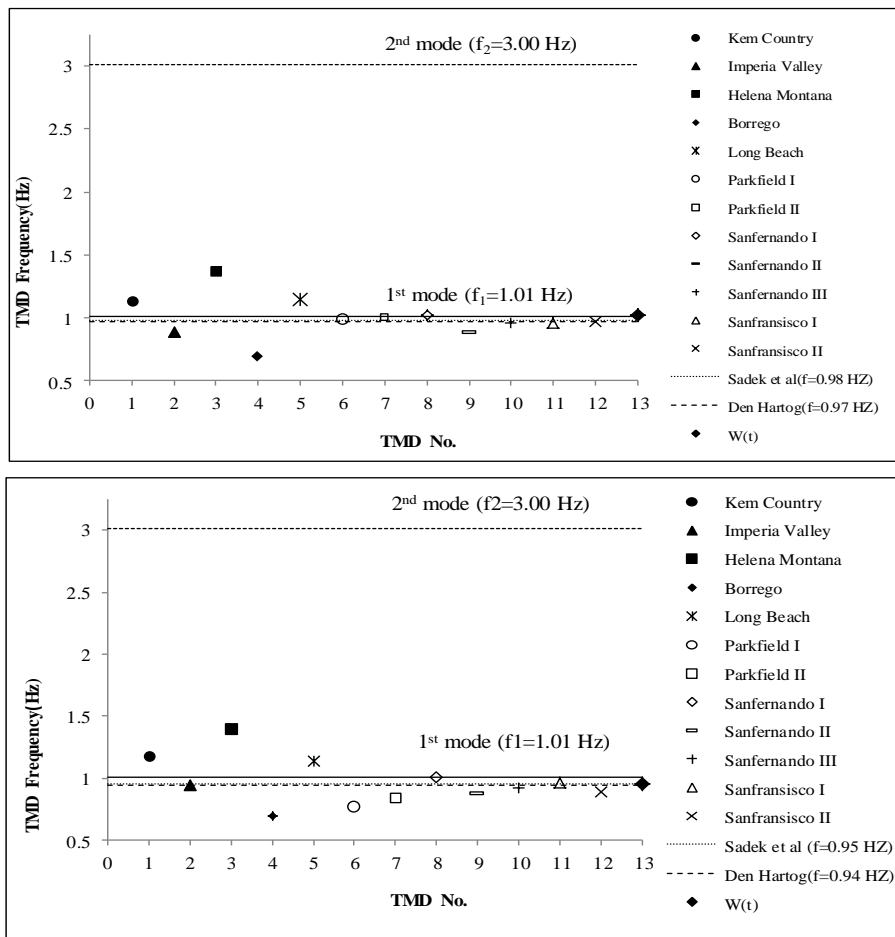 2nd mode (f2=3.00 Hz)
1st mode (f1=1.01 Hz)
TMD Frequency(Hz)
3
2.5
2
1.5
1
0.5
0 1 2 3 4 5 6 7 8 9 10 11 12 13
TMD No.
Kem Country
Imperia Valley
Helena Montana
Borrego
Long Beach
Parkfield I
Parkfield II
Sanfernando I
Sanfernando II
Sanfernando III
Sanfransisco I
Sanfransisco II
Sadek et al(f=0.98 HZ)
Den Hartog(f=0.97 HZ)
W(t)
2nd mode (f2=3.00 Hz)
1st mode (f1=1.01 Hz)
TMD Frequency(Hz)
3
2.5
2
1.5
1
0.5
0 1 2 3 4 5 6 7 8 9 10 11 12 13
TMD No.
Kem Country
Imperia Valley
Helena Montana
Borrego
Long Beach
Parkfield I
Parkfield II
Sanfernando I
Sanfernando II
Sanfernando III
Sanfransisco I
Sanfransisco II
Sadek et al (f=0.95 HZ)
Den Hartog (f=0.94 HZ)
W(t)